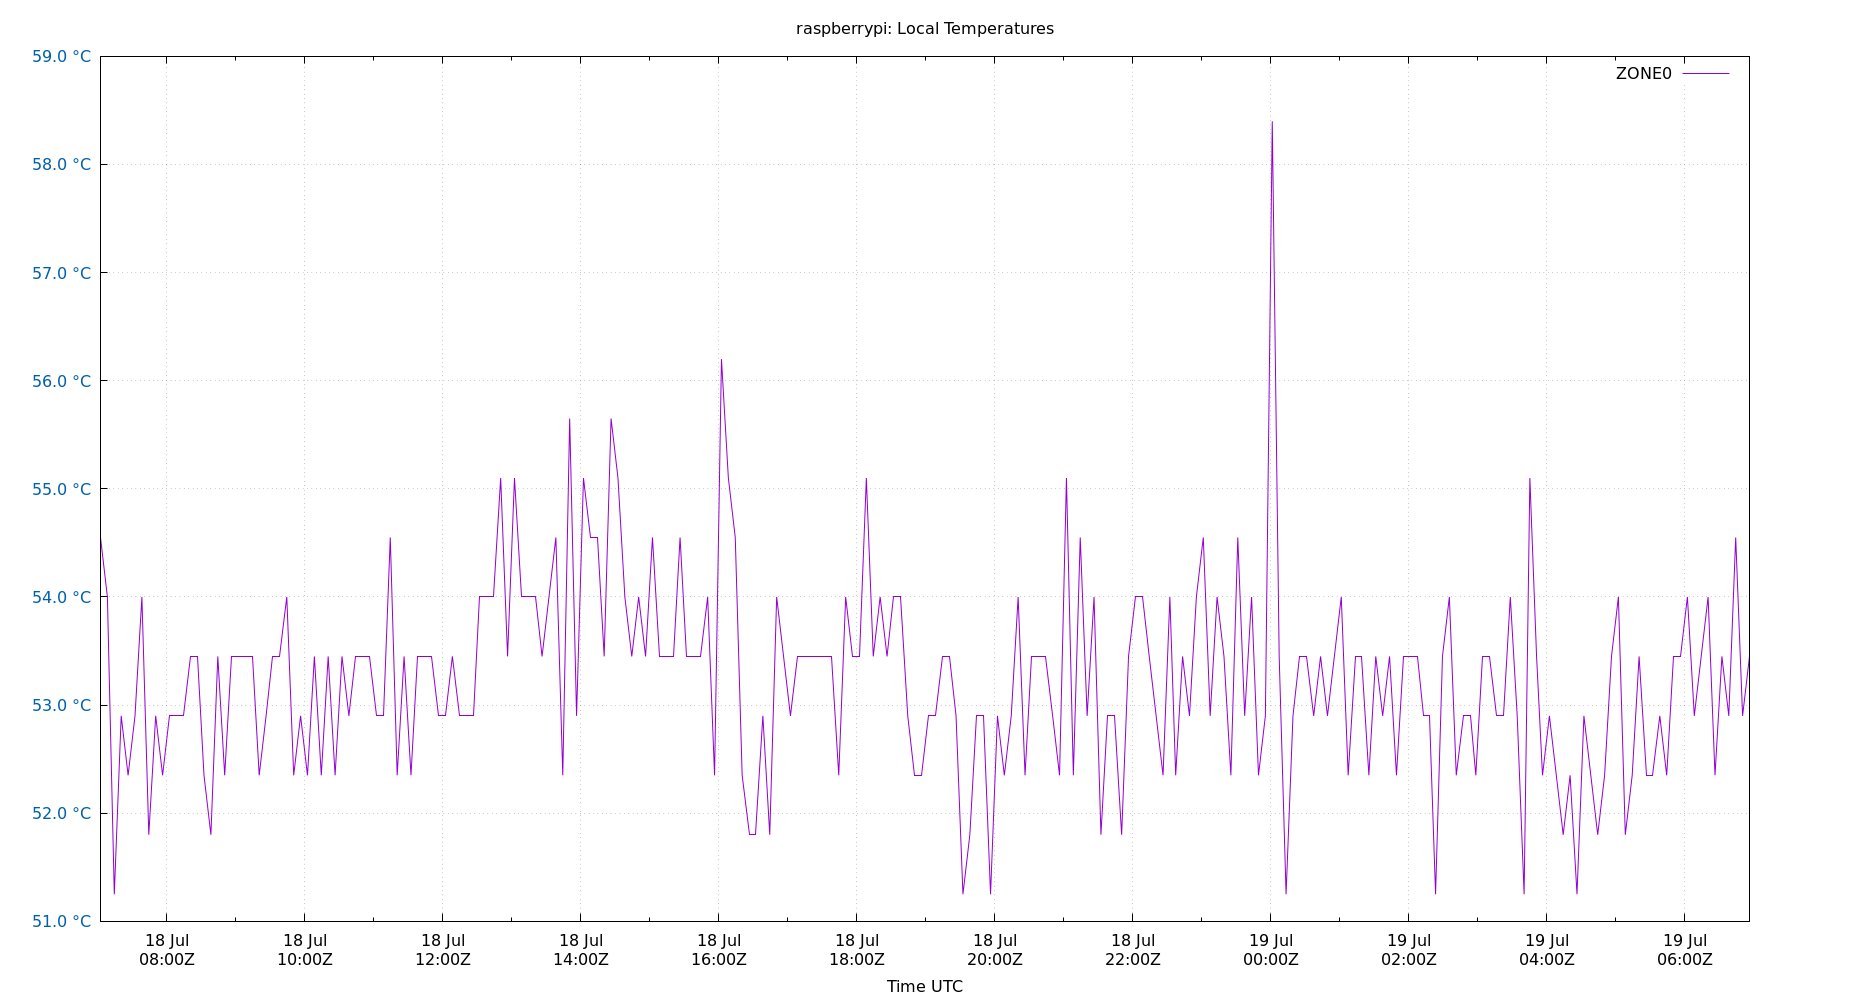 raspberrypi: Local Temperatures
ZONE0
59.0 °C
58.0 °C
57.0 °C
56.0 °C
55.0 °C
54.0 °C
53.0 °C
52.0 °C
51.0 °C
18 Jul 18 Jul 18 Jul 18 Jul 18 Jul 18 Jul 18 Jul 18 Jul 19 Jul 19 Jul 19 Jul 19 Jul
08:00Z 10:00Z 12:00Z 14:00Z 16:00Z 18:00Z 20:00Z 22:00Z 00:00Z 02:00Z 04:00Z 06:00Z
Time UTC